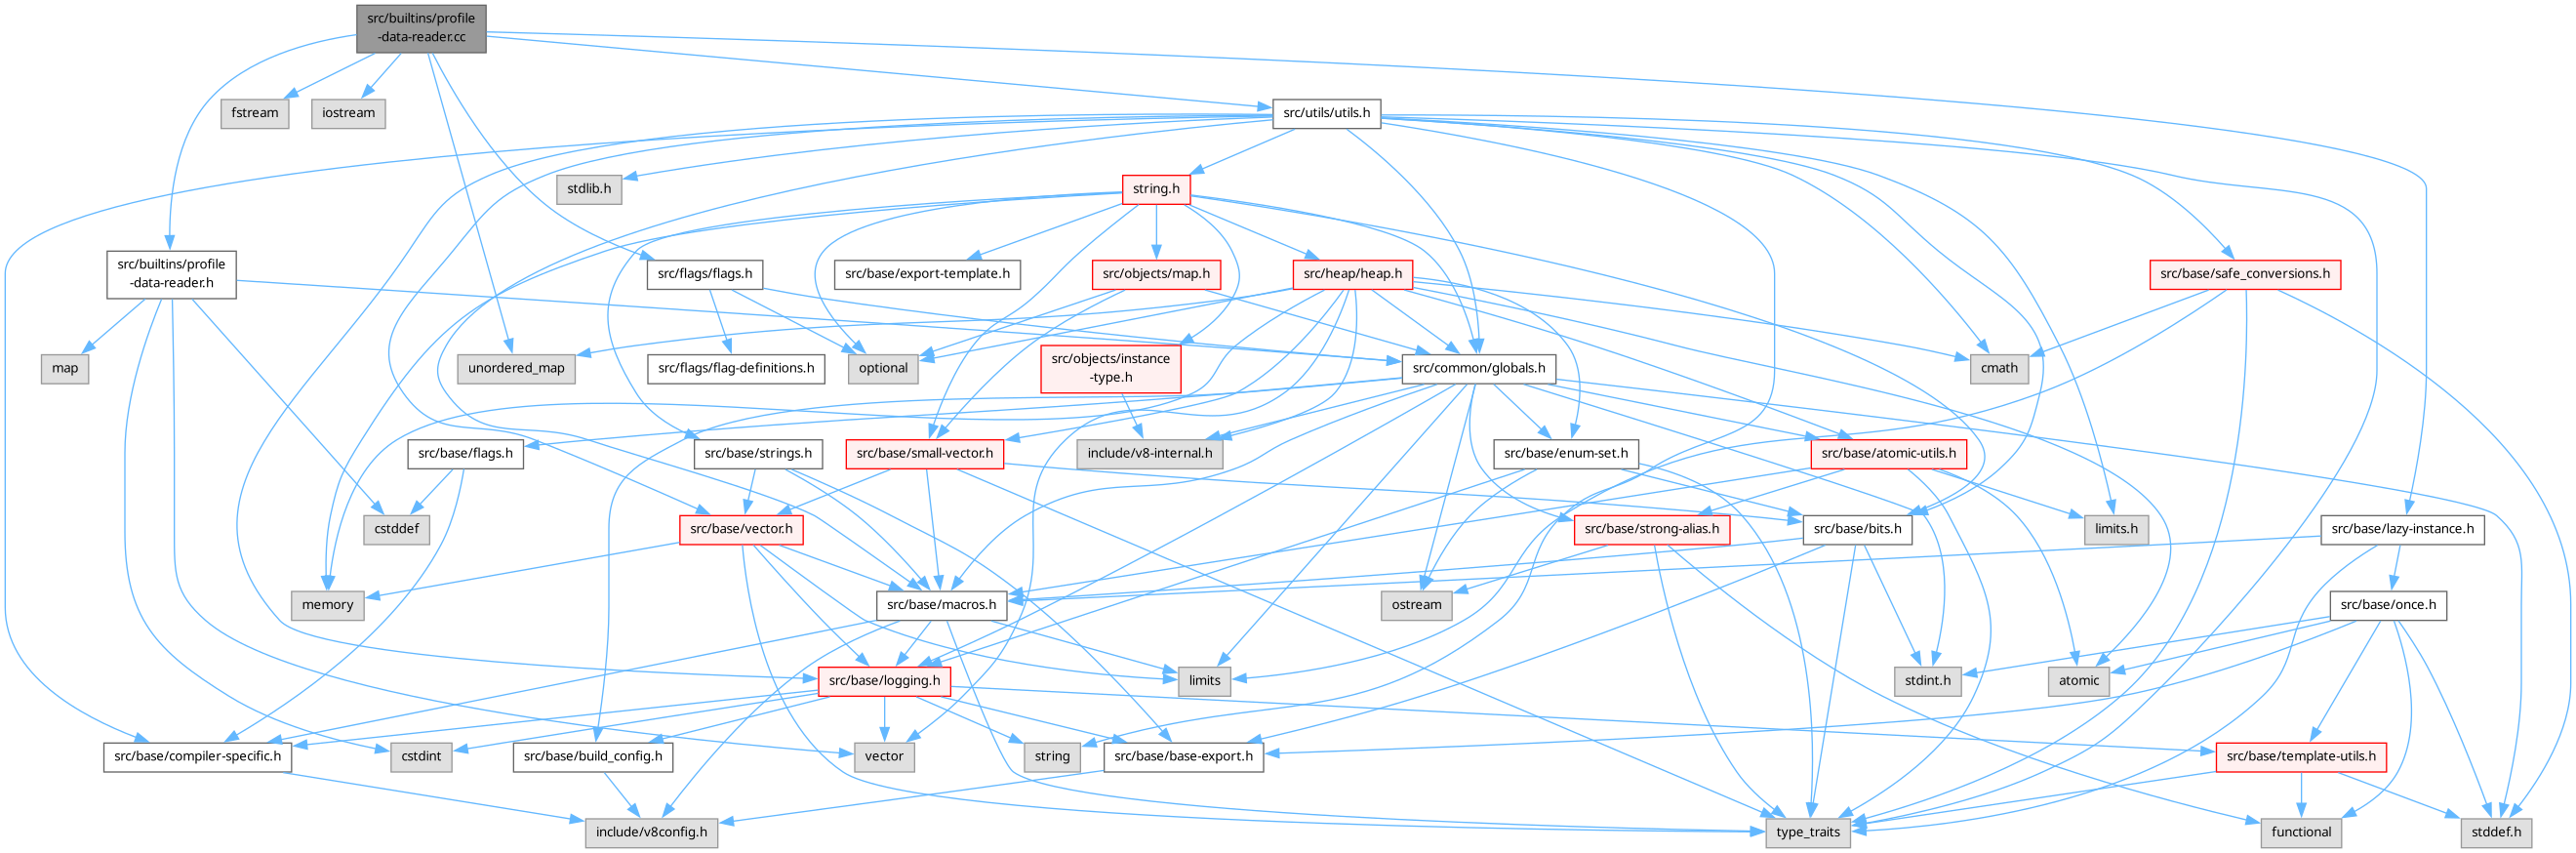 src/builtins/profile
-data-reader.cc
fstream
iostream
src/utils/utils.h
stdlib.h
string.h
src/builtins/profile
-data-reader.h
src/flags/flags.h
src/base/export-template.h
src/objects/map.h
src/heap/heap.h
src/base/safe_conversions.h
map
unordered_map
src/flags/flag-definitions.h
optional
src/objects/instance
-type.h
src/common/globals.h
cmath
src/base/flags.h
src/base/strings.h
src/base/small-vector.h
include/v8-internal.h
src/base/enum-set.h
src/base/atomic-utils.h
cstddef
src/base/vector.h
src/base/strong-alias.h
src/base/bits.h
limits.h
src/base/lazy-instance.h
memory
src/base/macros.h
ostream
src/base/once.h
src/base/logging.h
limits
stdint.h
atomic
src/base/compiler-specific.h
cstdint
src/base/build_config.h
vector
string
src/base/base-export.h
src/base/template-utils.h
include/v8config.h
type_traits
functional
stddef.h